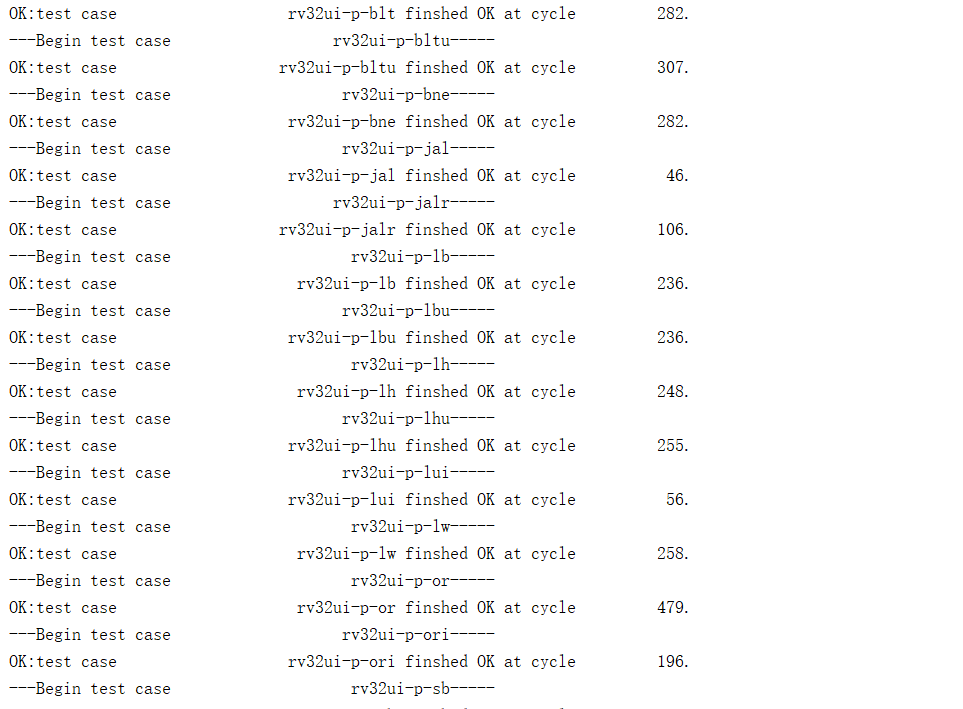 OK:test case                   rv32ui-p-blt finshed OK at cycle         282.
---Begin test case                  rv32ui-p-bltu-----
OK:test case                  rv32ui-p-bltu finshed OK at cycle         307.
---Begin test case                   rv32ui-p-bne-----
OK:test case                   rv32ui-p-bne finshed OK at cycle         282.
---Begin test case                   rv32ui-p-jal-----
OK:test case                   rv32ui-p-jal finshed OK at cycle          46.
---Begin test case                  rv32ui-p-jalr-----
OK:test case                  rv32ui-p-jalr finshed OK at cycle         106.
---Begin test case                    rv32ui-p-lb-----
OK:test case                    rv32ui-p-lb finshed OK at cycle         236.
---Begin test case                   rv32ui-p-lbu-----
OK:test case                   rv32ui-p-lbu finshed OK at cycle         236.
---Begin test case                    rv32ui-p-lh-----
OK:test case                    rv32ui-p-lh finshed OK at cycle         248.
---Begin test case                   rv32ui-p-lhu-----
OK:test case                   rv32ui-p-lhu finshed OK at cycle         255.
---Begin test case                   rv32ui-p-lui-----
OK:test case                   rv32ui-p-lui finshed OK at cycle          56.
---Begin test case                    rv32ui-p-lw-----
OK:test case                    rv32ui-p-lw finshed OK at cycle         258.
---Begin test case                    rv32ui-p-or-----
OK:test case                    rv32ui-p-or finshed OK at cycle         479.
---Begin test case                   rv32ui-p-ori-----
OK:test case                   rv32ui-p-ori finshed OK at cycle         196.
---Begin test case                    rv32ui-p-sb-----